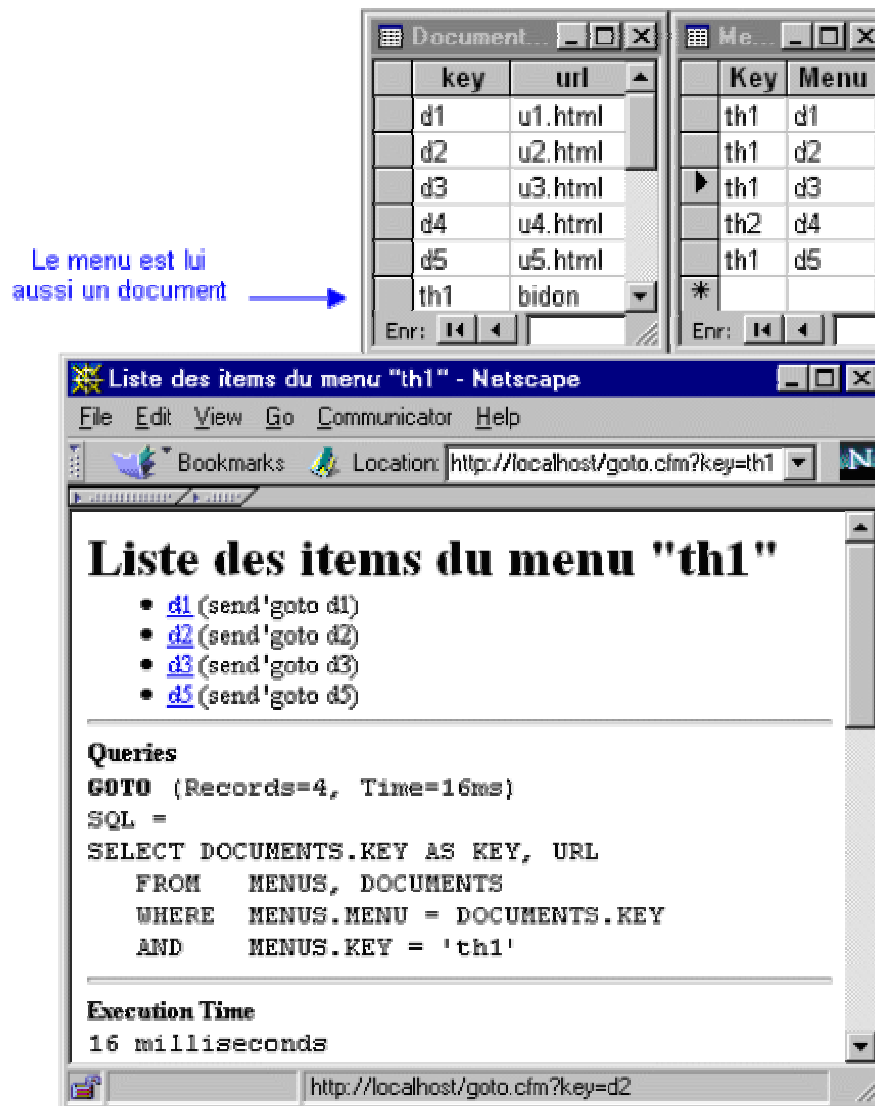 Document... Me...
key url Key Menu
d1 u1.html th1 d1
d2 u2.html th1 d2
d3 u3.html th1 d3
d4 u4.html th2 d4
d5 u5.html th1 d5
th1 bidon *
Enr: Enr:
Le menu est lui
aussi un document
Liste des items du menu "th1" - Netscape
File Edit View Go Communicator Help
Bookmarks Location: http://localhost/goto.cfm?key=th1 N
Liste des items du menu "th1"
• d1 (send 'goto d1)
• d2 (send 'goto d2)
• d3 (send 'goto d3)
• d5 (send 'goto d5)
Queries
GOTO (Records=4, Time=16ms)
SQL =
SELECT DOCUMENTS.KEY AS KEY, URL
FROM MENUS, DOCUMENTS
WHERE MENUS.MENU = DOCUMENTS.KEY
AND MENUS.KEY = 'th1'
Execution Time
16 milliseconds
http://localhost/goto.cfm?key=d2